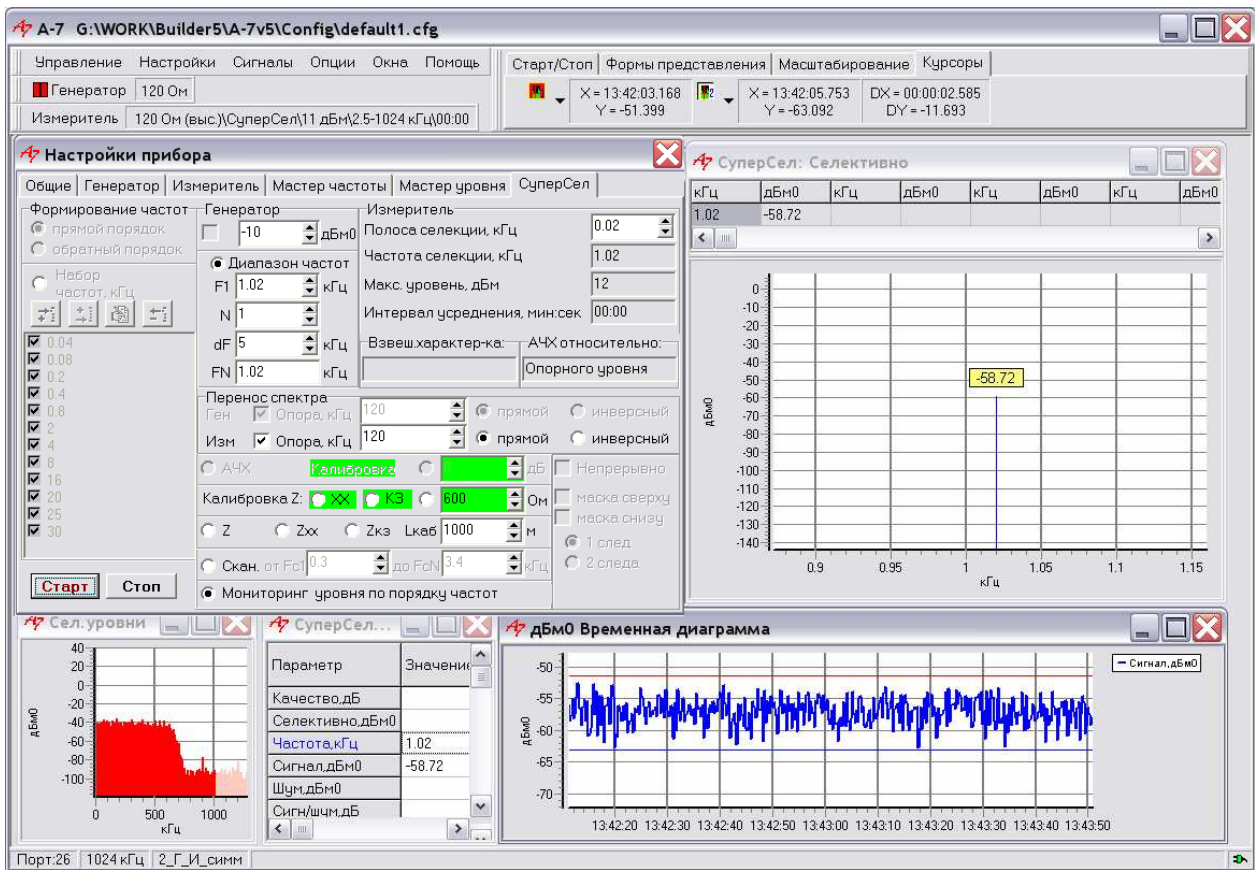 А-7 G:\WORK\Builder5\A-7v5\Config\default1.cfg
Управление Настройки Сигналы Опции Окна Помощь
Генератор 120 Ом
Измеритель 120 Ом (выс.)\СуперСел\11 дБм\2.5-1024 кГц\00:00
Старт/Стоп Формы представления Масштабирование Курсоры
X = 13:42:03.168 X = 13:42:05.753 DX = 00:00:02.585
Y = -51.399 Y = -63.092 DY = -11.693
Настройки прибора
Общие Генератор Измеритель Мастер частоты Мастер уровня СуперСел
Формирование частот
прямой порядок
обратный порядок
Набор
частот, кГц
0.04
0.08
0.2
0.4
0.8
2
4
8
16
20
25
30
Старт Стоп
Генератор
-10 дБм0
Диапазон частот
F1 1.02 кГц
N 1
dF 5 кГц
FN 1.02 кГц
Измеритель
Полоса селекции, кГц 0.02
Частота селекции, кГц 1.02
Макс. уровень, дБм 12
Интервал усреднения, мин:сек 00:00
Взвеш.характер-ка: АЧХ относительно:
Опорного уровня
Перенос спектра
Ген Опора, кГц 120 прямой инверсный
Изм Опора, кГц 120 прямой инверсный
АЧХ Калибровка 0 дБ
Калибровка Z: XX КЗ 600 Ом
Z Zxx Zкз Lкаб 1000 м
Скан. от Fc1 0.3 до FcN 3.4 кГц
Мониторинг уровня по порядку частот
Непрерывно
маска сверху
маска снизу
1 след
2 следа
СуперСел: Селективно
кГц дБм0 кГц дБм0 кГц дБм0 кГц дБм0
1.02 -58.72
0
-10
-20
-30
-40
-50
-60
-70
-80
-90
-100
-110
-120
-130
-140
дБм0
-58.72
0.9 0.95 1 1.05 1.1 1.15
кГц
Сел.уровни
40
20
0
-20
-40
-60
-80
-100
дБм0
0 500 1000
кГц
СуперСел...
Параметр Значение
Качество,дБ
Селективно,дБм0
Частота,кГц 1.02
Сигнал,дБм0 -58.72
Шум,дБм0
Сигн/шум,дБ
дБм0 Временная диаграмма
-50
-55
-60
-65
-70
дБм0
Сигнал,дБм0
13:42:20 13:42:30 13:42:40 13:42:50 13:43:00 13:43:10 13:43:20 13:43:30 13:43:40 13:43:50
Порт:26 1024 кГц 2_Г_И_симм